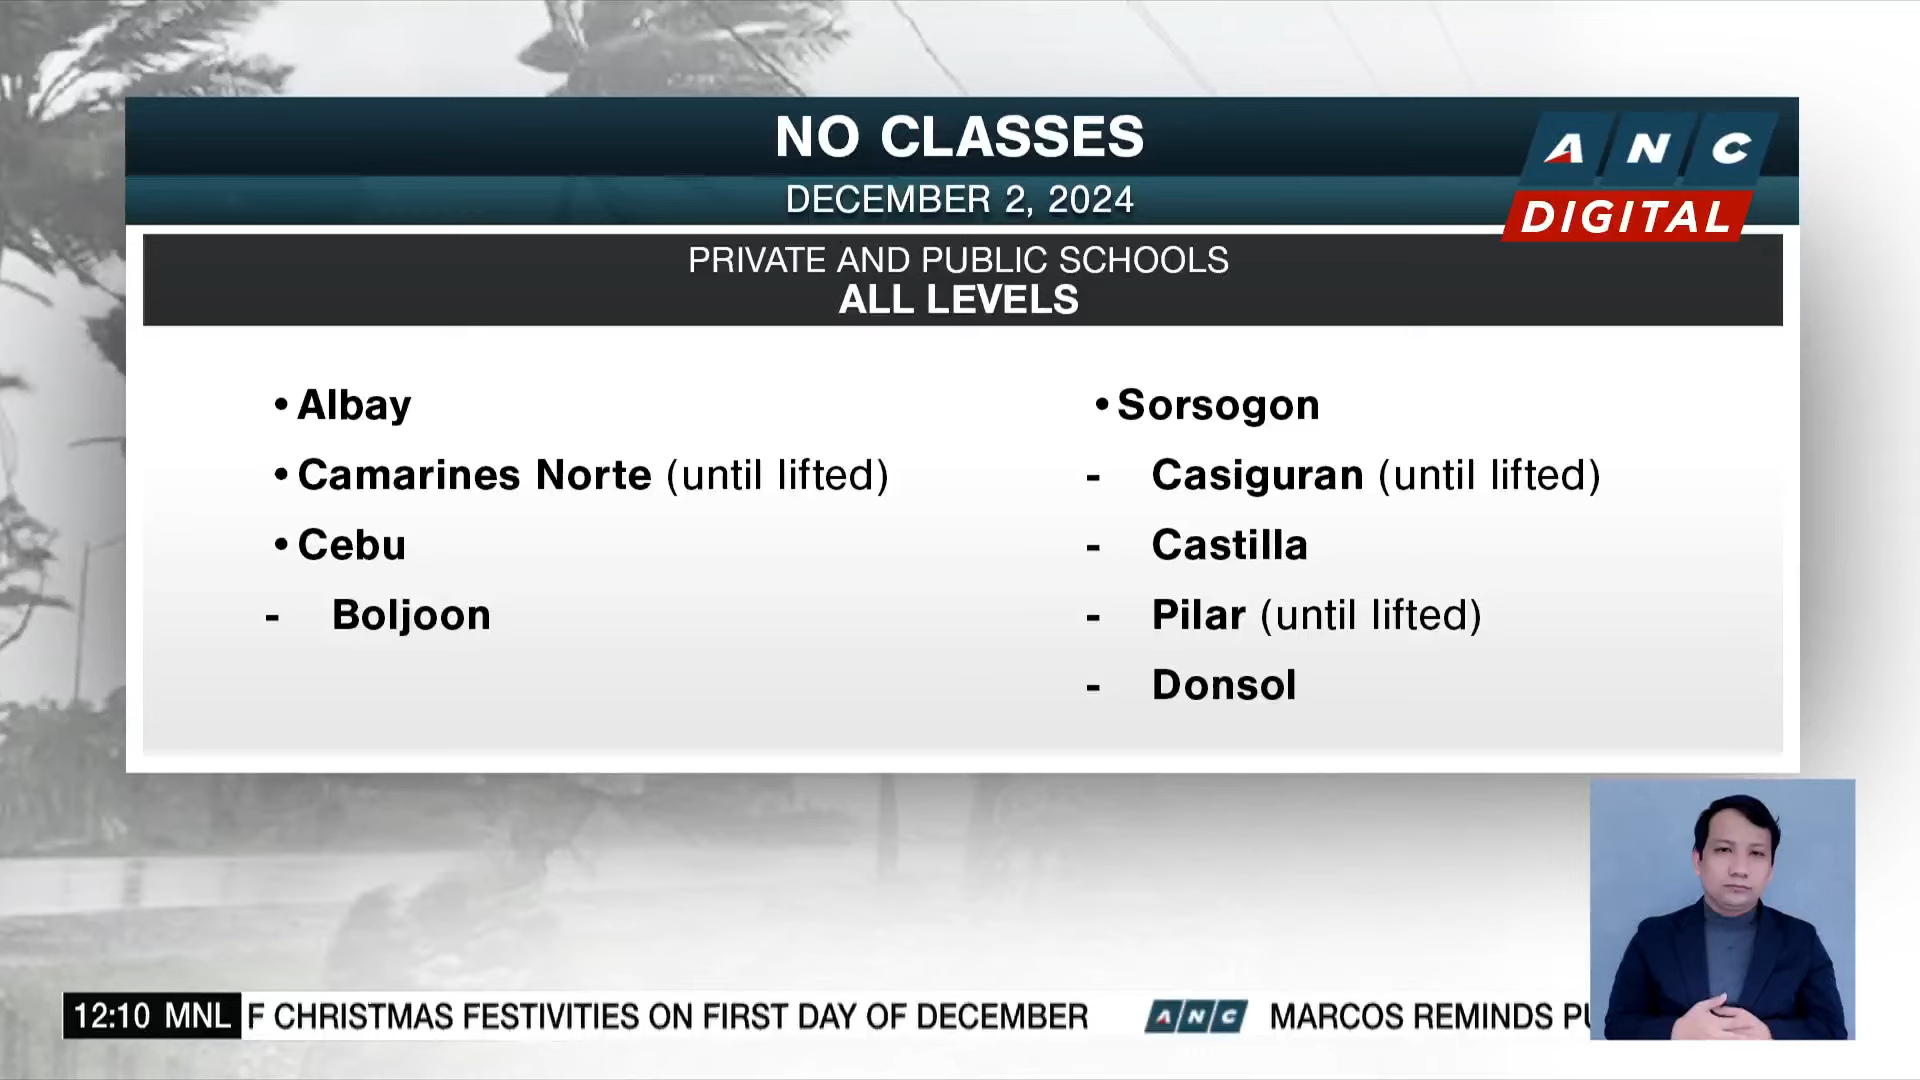 NO CLASSES
DECEMBER 2, 2024
ANC
DIGITAL
PRIVATE AND PUBLIC SCHOOLS
ALL LEVELS
• Albay
• Camarines Norte (until lifted)
• Cebu
- Boljoon
• Sorsogon
- Casiguran (until lifted)
- Castilla
- Pilar (until lifted)
- Donsol
12:10 MNL F CHRISTMAS FESTIVITIES ON FIRST DAY OF DECEMBER ANC MARCOS REMINDS